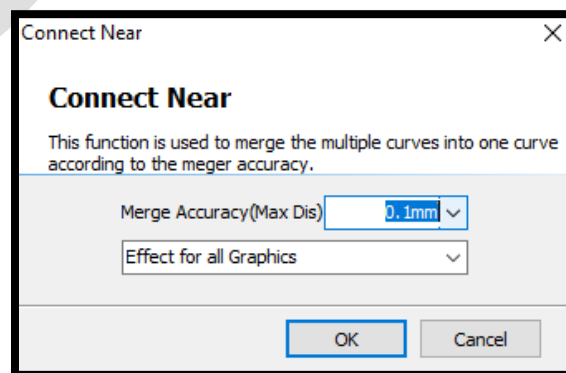 Connect Near
Connect Near
This function is used to merge the multiple curves into one curve
according to the meger accuracy.
Merge Accuracy(Max Dis) 0.1mm
Effect for all Graphics
OK Cancel